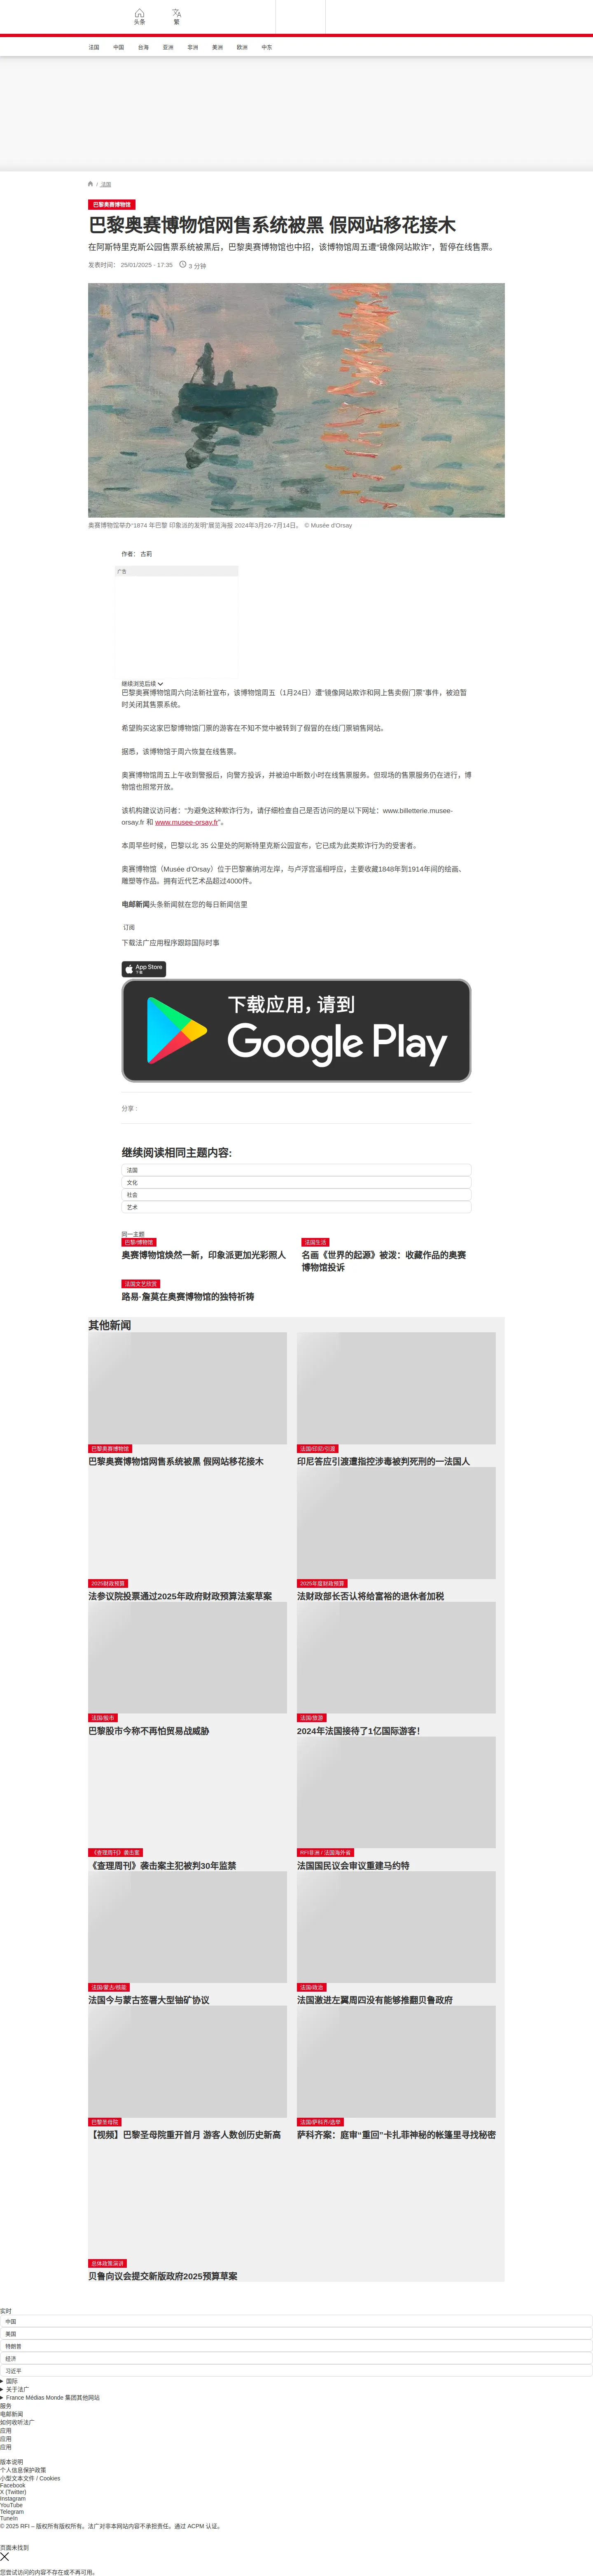 头条
繁
法国 中国 台海 亚洲 非洲 美洲 欧洲 中东
/ 法国
巴黎奥赛博物馆
巴黎奥赛博物馆网售系统被黑 假网站移花接木
在阿斯特里克斯公园售票系统被黑后，巴黎奥赛博物馆也中招，该博物馆周五遭“镜像网站欺诈”，暂停在线售票。
发表时间： 25/01/2025 - 17:35 3 分钟
奥赛博物馆举办“1874 年巴黎 印象派的发明”展览海报 2024年3月26-7月14日。 © Musée d'Orsay
作者： 古莉
广告
继续浏览后续
巴黎奥赛博物馆周六向法新社宣布，该博物馆周五（1月24日）遭“镜像网站欺诈和网上售卖假门票”事件，被迫暂
时关闭其售票系统。
希望购买这家巴黎博物馆门票的游客在不知不觉中被转到了假冒的在线门票销售网站。
据悉，该博物馆于周六恢复在线售票。
奥赛博物馆周五上午收到警报后，向警方投诉，并被迫中断数小时在线售票服务。但现场的售票服务仍在进行，博
物馆也照常开放。
该机构建议访问者：“为避免这种欺诈行为，请仔细检查自己是否访问的是以下网址：www.billetterie.musee-
orsay.fr 和 www.musee-orsay.fr”。
本周早些时候，巴黎以北 35 公里处的阿斯特里克斯公园宣布，它已成为此类欺诈行为的受害者。
奥赛博物馆（Musée d'Orsay）位于巴黎塞纳河左岸，与卢浮宫遥相呼应，主要收藏1848年到1914年间的绘画、
雕塑等作品，拥有近代艺术品超过4000件。
电邮新闻头条新闻就在您的每日新闻信里
订阅
下载法广应用程序跟踪国际时事
App Store
下载
下载应用，请到
Google Play
分享 :
继续阅读相同主题内容:
法国
文化
社会
艺术
同一主题
巴黎/博物馆
奥赛博物馆焕然一新，印象派更加光彩照人
法国生活
名画《世界的起源》被泼：收藏作品的奥赛
博物馆投诉
法国文艺欣赏
路易·詹莫在奥赛博物馆的独特祈祷
其他新闻
巴黎奥赛博物馆
巴黎奥赛博物馆网售系统被黑 假网站移花接木
法国/印尼/引渡
印尼答应引渡遭指控涉毒被判死刑的一法国人
2025财政预算
法参议院投票通过2025年政府财政预算法案草案
2025年度财政预算
法财政部长否认将给富裕的退休者加税
法国/股市
巴黎股市今称不再怕贸易战威胁
法国/旅游
2024年法国接待了1亿国际游客！
《查理周刊》袭击案
《查理周刊》袭击案主犯被判30年监禁
RFI非洲 / 法国海外省
法国国民议会审议重建马约特
法国/蒙古/核能
法国今与蒙古签署大型铀矿协议
法国/政治
法国激进左翼周四没有能够推翻贝鲁政府
巴黎圣母院
【视频】巴黎圣母院重开首月 游客人数创历史新高
法国/萨科齐/选举
萨科齐案：庭审“重回”卡扎菲神秘的帐篷里寻找秘密
总体政策演讲
贝鲁向议会提交新版政府2025预算草案
实时
中国
美国
特朗普
经济
习近平
国际
关于法广
France Médias Monde 集团其他网站
服务
电邮新闻
如何收听法广
应用
应用
应用
版本说明
个人信息保护政策
小型文本文件 / Cookies
Facebook
X (Twitter)
Instagram
YouTube
Telegram
TuneIn
© 2025 RFI – 版权所有版权所有。法广对非本网站内容不承担责任。通过 ACPM 认证。
页面未找到
您尝试访问的内容不存在或不再可用。